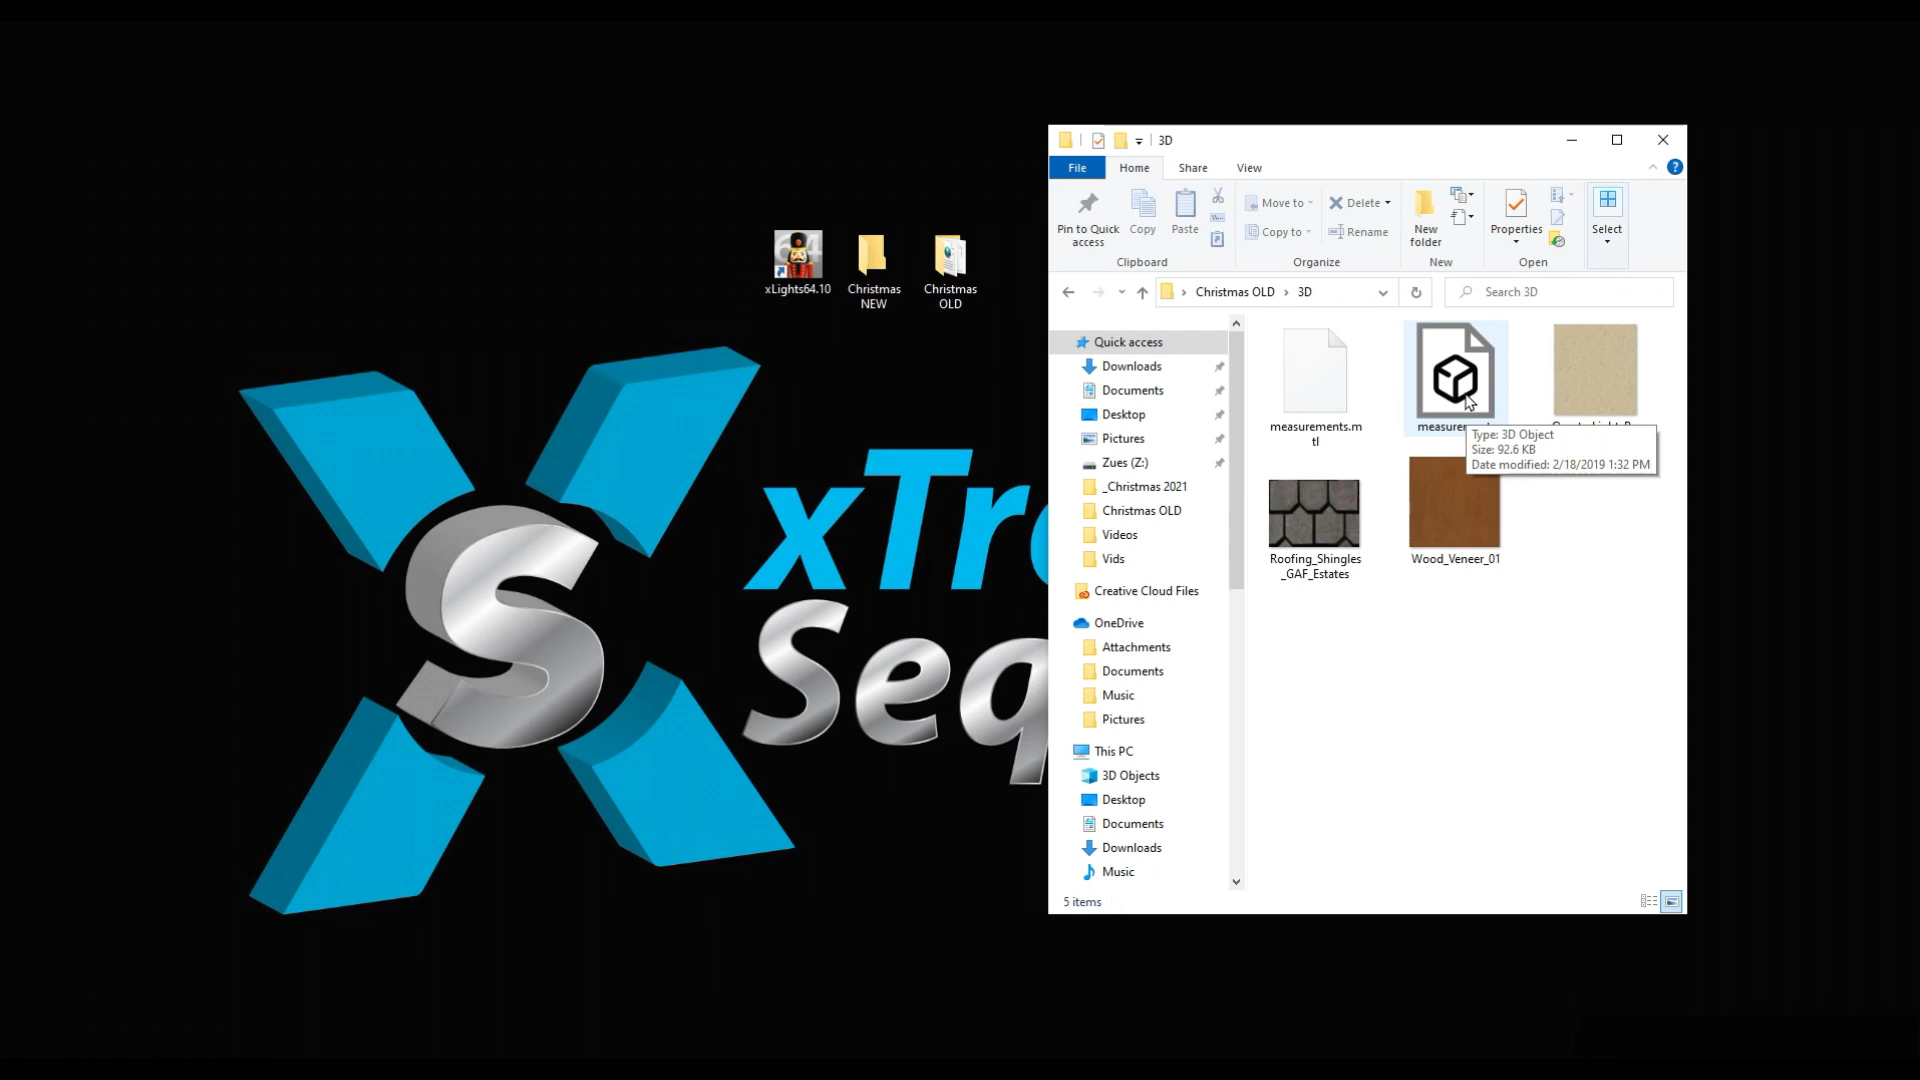 3D
File
Home
Share
View
Pin to Quick
access
Copy
Paste
Move to
Copy to
Delete
Rename
New
folder
Properties
Select
Clipboard
Organize
New
Open
Christmas OLD
3D
Search 3D
Quick access
Downloads
Documents
Desktop
Pictures
Zues (Z:)
_Christmas 2021
Christmas OLD
Videos
Vids
Creative Cloud Files
OneDrive
Attachments
Documents
Music
Pictures
This PC
3D Objects
Desktop
Documents
Downloads
Music
measurements.m
tl
Type: 3D Object
Size: 92.6 KB
Date modified: 2/18/2019 1:32 PM
Roofing_Shingles
_GAF_Estates
Wood_Veneer_01
5 items
xLights64.10
Christmas
NEW
Christmas
OLD
S
xTr
Seq